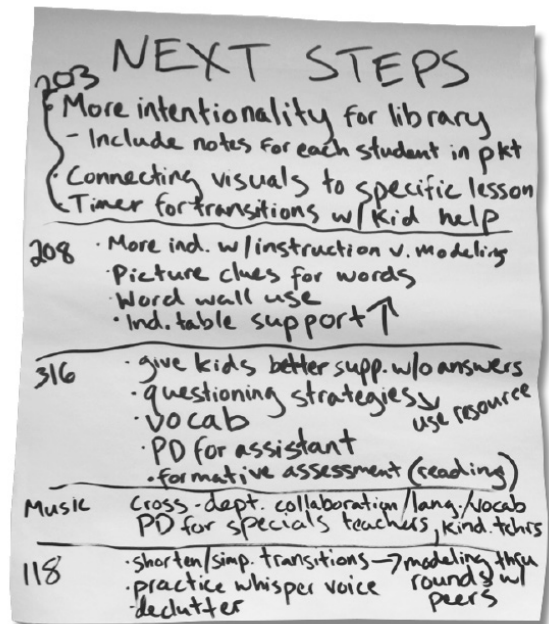 NEXT STEPS
203
· More intentionality for library
- Include notes for each student in pkt
· Connecting visuals to specific lesson
· Timer for transitions w/ kid help
208 · More ind. w/instruction v. modeling
· Picture clues for words
· Word wall use
· Ind. table support ↑
316 · give kids better supp. w/o answers
· questioning strategies ↘ use resource
· vocab
· PD for assistant
· formative assessment (reading)
Music cross-dept. collaboration/lang./vocab
PD for specials teachers, kind. tchrs
118 · shorten/simp. transitions → modeling thru
· practice whisper voice rounds w/
· declutter peers